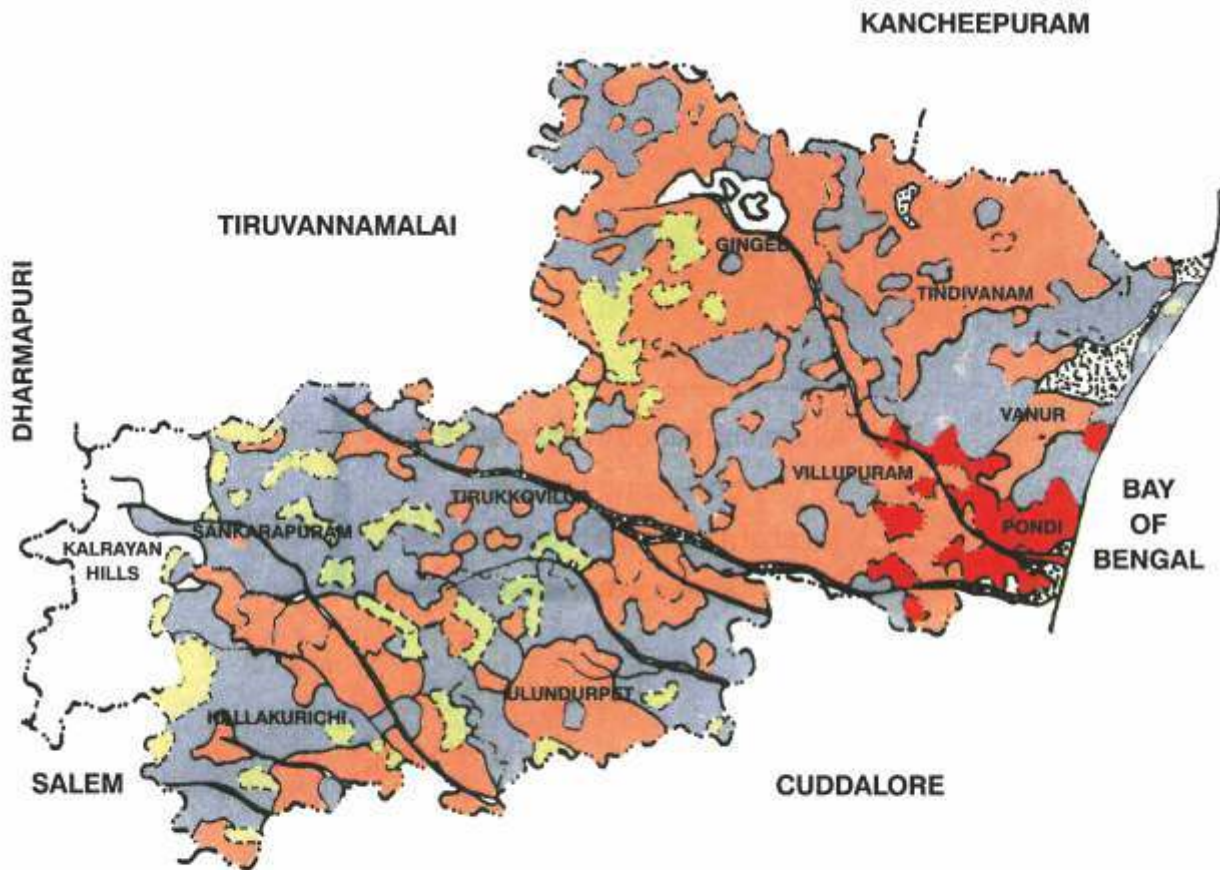 KANCHEEPURAM
TIRUVANNAMALAI
DHARMAPURI
GINGEE
TINDIVANAM
VANUR
VILLUPURAM
TIRUKKOVILUR
SANKARAPURAM
PONDI
BAY
OF
BENGAL
KALRAYAN
HILLS
ULUNDURPET
KALLAKURICHI
SALEM
CUDDALORE